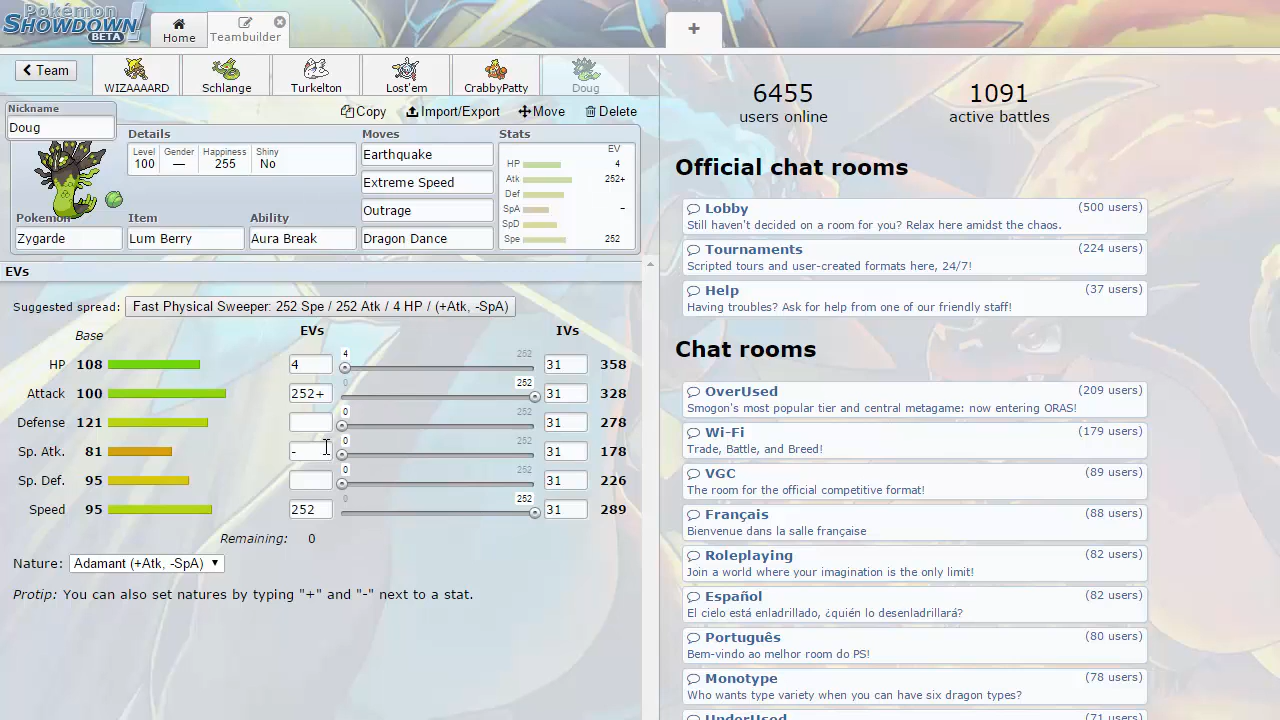 Pokémon
SHOWDOWN!
BETA
Home
Teambuilder
+
Team
WIZAAAARD
Schlange
Turkelton
Lost'em
CrabbyPatty
Doug
Nickname
Doug
Copy
Import/Export
Move
Delete
Details
Moves
Stats
Level
100
Gender
—
Happiness
255
Shiny
No
Earthquake
Extreme Speed
Outrage
Dragon Dance
EV
HP 4
Atk 252+
Def
SpA -
SpD
Spe 252
Pokemon
Zygarde
Item
Lum Berry
Ability
Aura Break
EVs
Suggested spread: Fast Physical Sweeper: 252 Spe / 252 Atk / 4 HP / (+Atk, -SpA)
Base EVs IVs
HP 108 4 4 252 31 358
Attack 100 252+ 0 252 31 328
Defense 121 0 252 31 278
Sp. Atk. 81 - 0 252 31 178
Sp. Def. 95 0 252 31 226
Speed 95 252 0 252 31 289
Remaining: 0
Nature: Adamant (+Atk, -SpA)
Protip: You can also set natures by typing "+" and "-" next to a stat.
6455
users online
1091
active battles
Official chat rooms
Lobby (500 users)
Still haven't decided on a room for you? Relax here amidst the chaos.
Tournaments (224 users)
Scripted tours and user-created formats here, 24/7!
Help (37 users)
Having troubles? Ask for help from one of our friendly staff!
Chat rooms
OverUsed (209 users)
Smogon's most popular tier and central metagame: now entering ORAS!
Wi-Fi (179 users)
Trade, Battle, and Breed!
VGC (89 users)
The room for the official competitive format!
Français (88 users)
Bienvenue dans la salle française
Roleplaying (82 users)
Join a world where your imagination is the only limit!
Español (82 users)
El cielo está enladrillado, ¿quién lo desenladrillará?
Português (80 users)
Bem-vindo ao melhor room do PS!
Monotype (78 users)
Who wants type variety when you can have six dragon types?
UnderUsed (71 users)